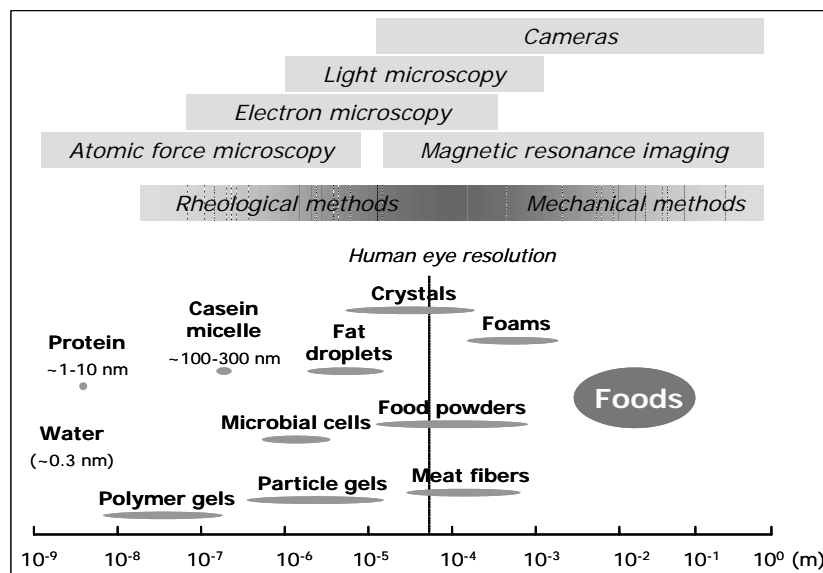 Cameras
Light microscopy
Electron microscopy
Atomic force microscopy
Magnetic resonance imaging
Rheological methods
Mechanical methods
Human eye resolution
Crystals
Casein
micelle
~100-300 nm
Foams
Protein
~1-10 nm
Fat
droplets
Foods
Food powders
Microbial cells
Water
(~0.3 nm)
Meat fibers
Particle gels
Polymer gels
10⁻⁹ 10⁻⁸ 10⁻⁷ 10⁻⁶ 10⁻⁵ 10⁻⁴ 10⁻³ 10⁻² 10⁻¹ 10⁰ (m)